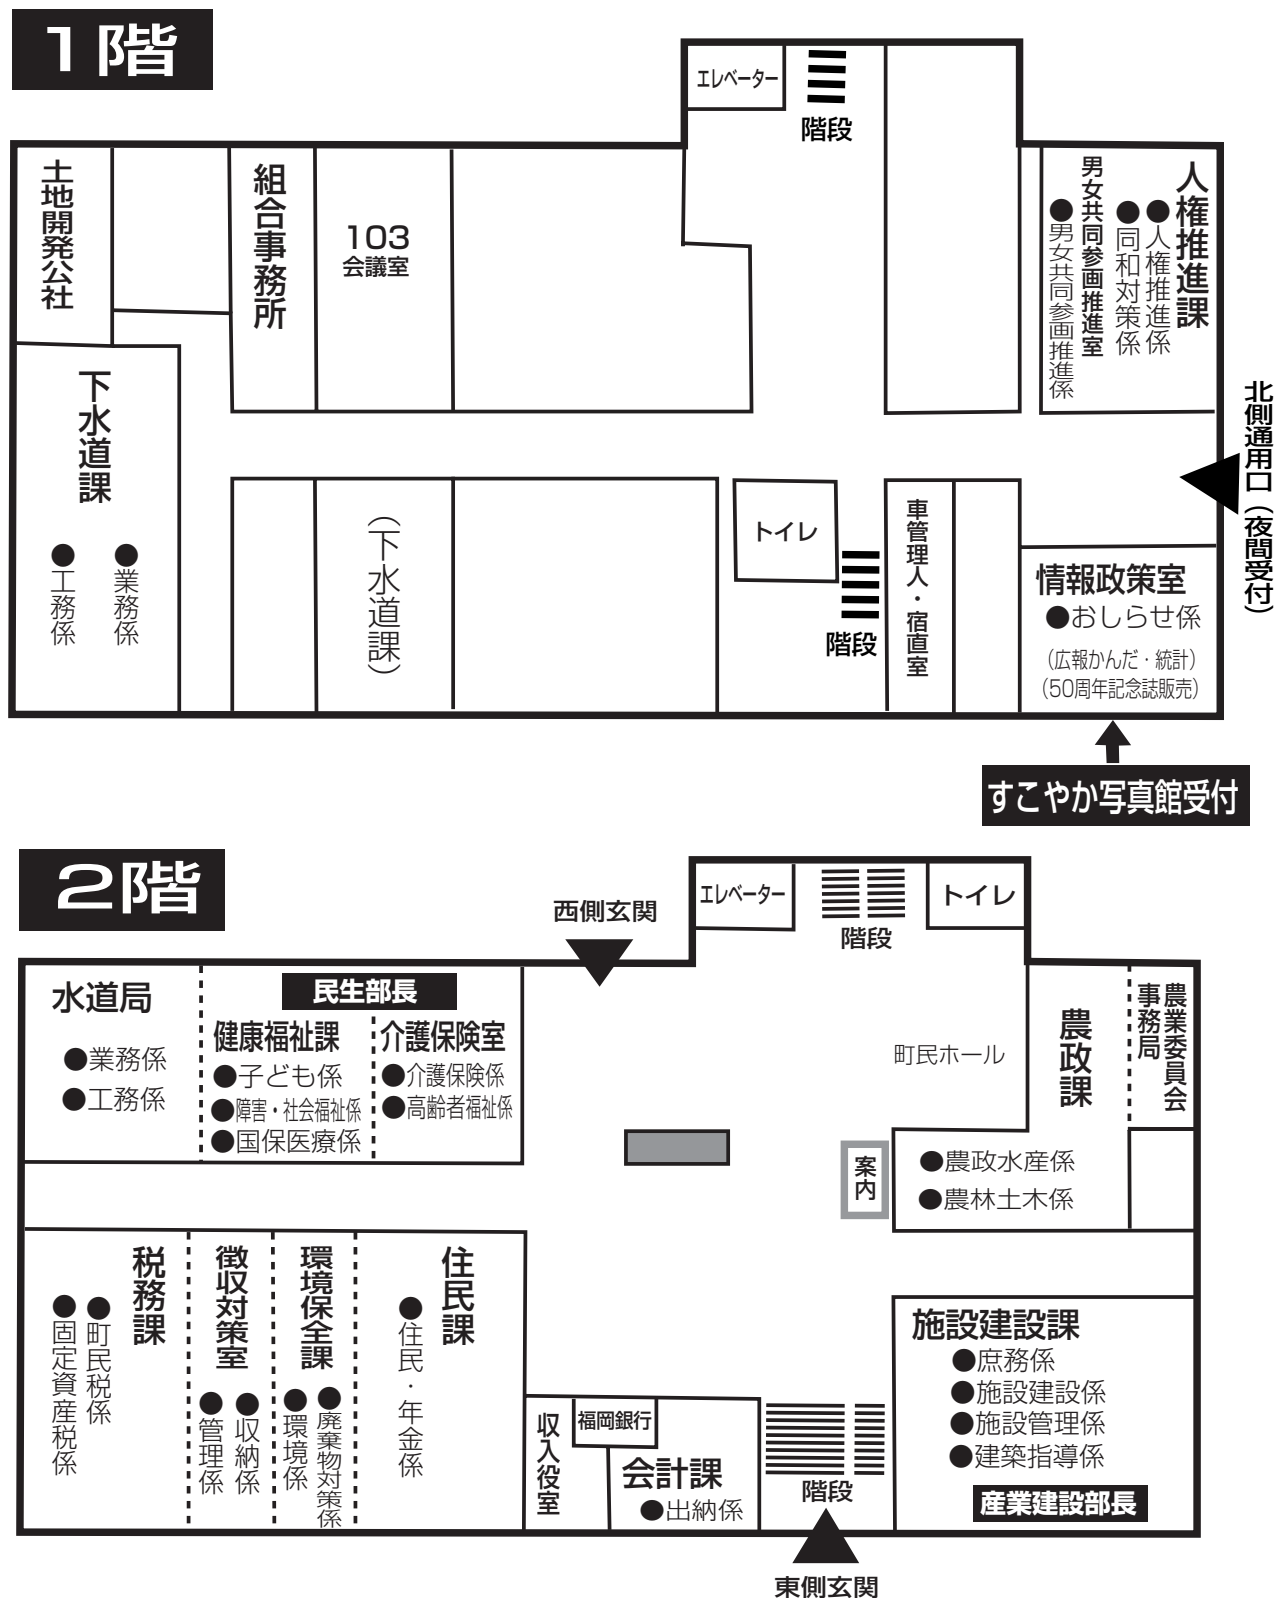 1階
エレベーター
階段
土地開発公社
組合事務所
103
会議室
人権推進課
●人権推進係
●同和対策係
男女共同参画推進室
●男女共同参画推進係
下水道課
●業務係
●工務係
（下水道課）
トイレ
階段
車管理人・宿直室
北側通用口（夜間受付）
情報政策室
●おしらせ係
（広報かんだ・統計）
（50周年記念誌販売）
すこやか写真館受付
2階
西側玄関
エレベーター
階段
トイレ
水道局
●業務係
●工務係
民生部長
健康福祉課
●子ども係
●障害・社会福祉係
●国保医療係
介護保険室
●介護保険係
●高齢者福祉係
町民ホール
農政課
●農政水産係
●農林土木係
農業委員会
事務局
案内
税務課
●町民税係
●固定資産税係
徴収対策室
●収納係
●管理係
環境保全課
●廃棄物対策係
●環境係
住民課
●住民・年金係
収入役室
福岡銀行
会計課
●出納係
階段
施設建設課
●庶務係
●施設建設係
●施設管理係
●建築指導係
産業建設部長
東側玄関